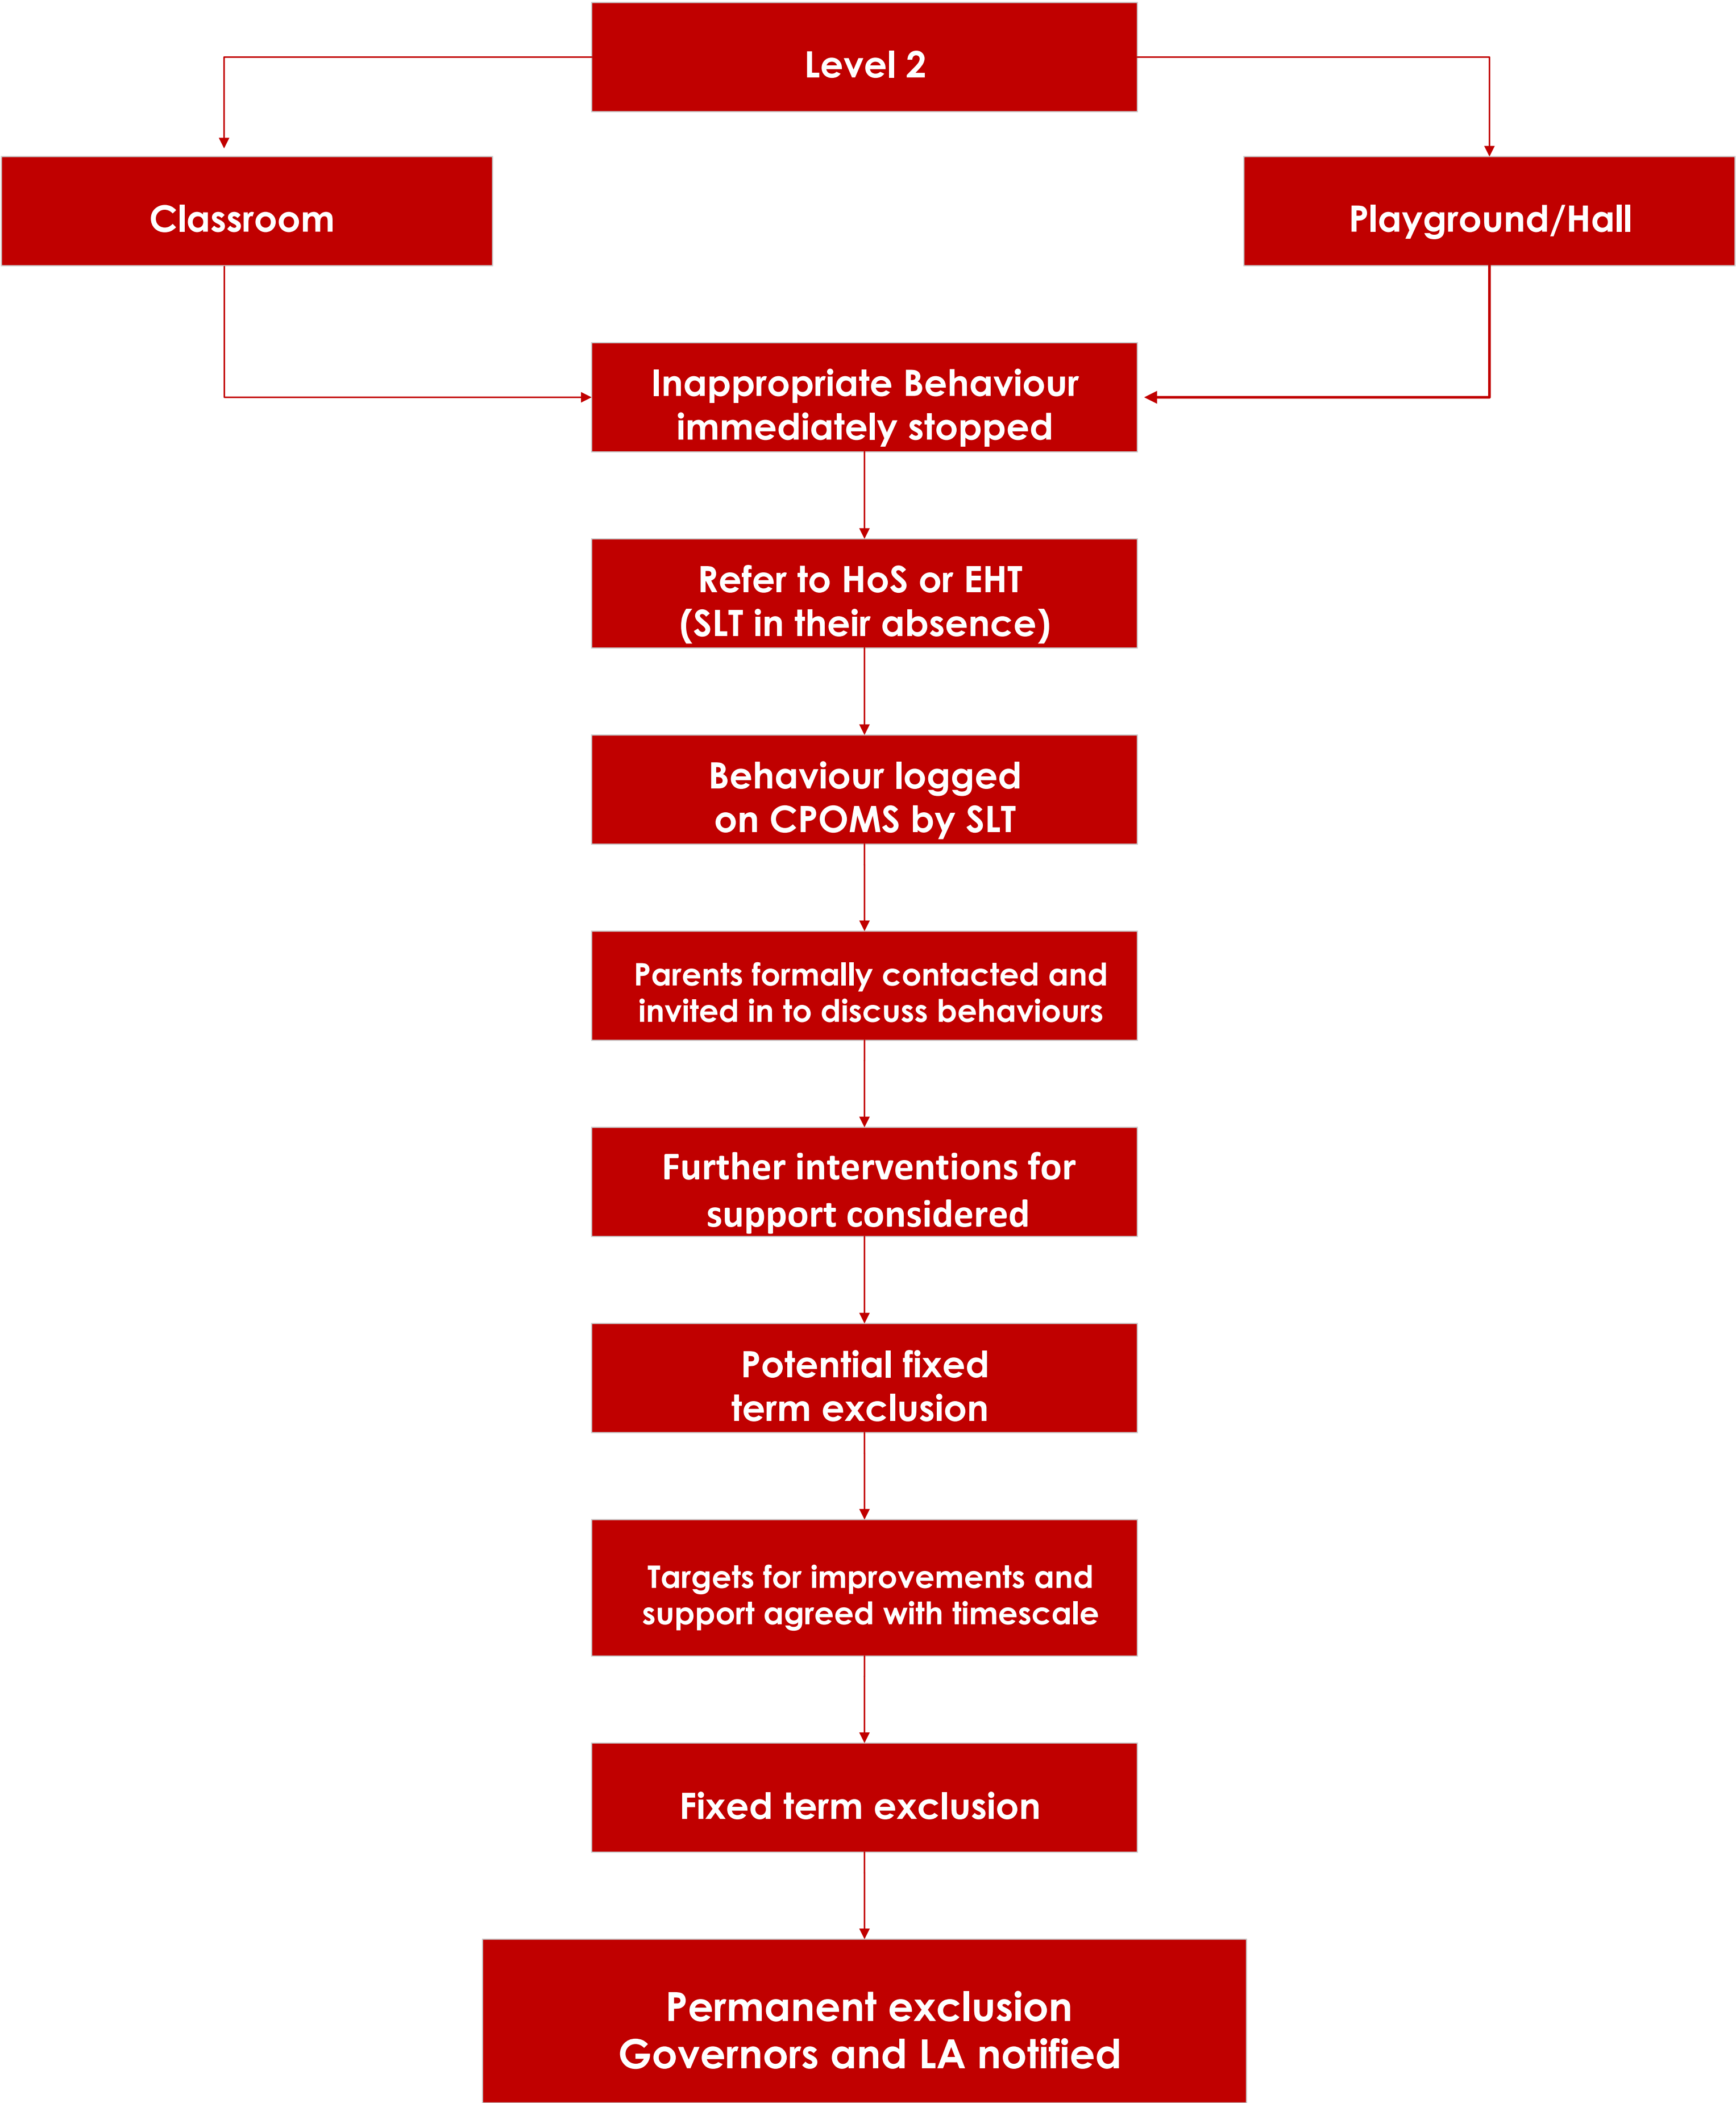 Level 2
Classroom
Playground/Hall
Inappropriate Behaviour
immediately stopped
Refer to HoS or EHT
(SLT in their absence)
Behaviour logged
on CPOMS by SLT
Parents formally contacted and
invited in to discuss behaviours
Further interventions for
support considered
Potential fixed
term exclusion
Targets for improvements and
support agreed with timescale
Fixed term exclusion
Permanent exclusion
Governors and LA notified